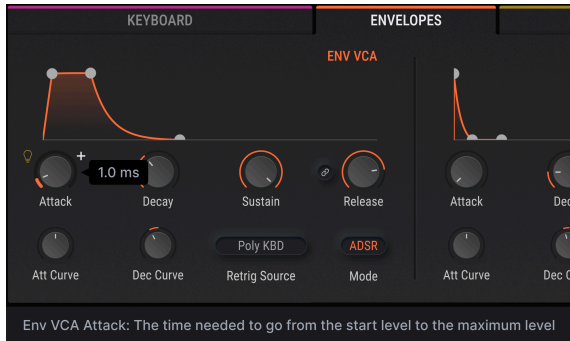 KEYBOARD
ENVELOPES
ENV VCA
1.0 ms
Attack
Decay
Sustain
Release
Attack
Dec
Att Curve
Dec Curve
Poly KBD
Retrig Source
ADSR
Mode
Att Curve
Dec C
Env VCA Attack: The time needed to go from the start level to the maximum level